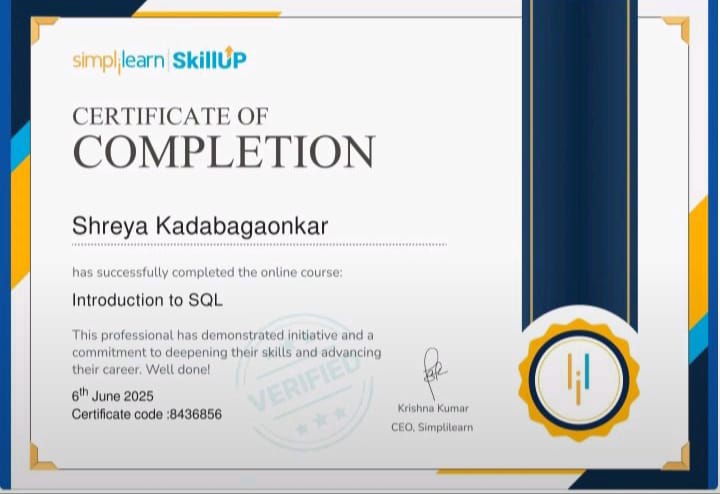 simplilearn | SkillUP
CERTIFICATE OF
COMPLETION
Shreya Kadabagaonkar
has successfully completed the online course:
Introduction to SQL
This professional has demonstrated initiative and a
commitment to deepening their skills and advancing
their career. Well done!
VERIFIED
6th June 2025
Certificate code :8436856
Krishna Kumar
CEO, Simplilearn